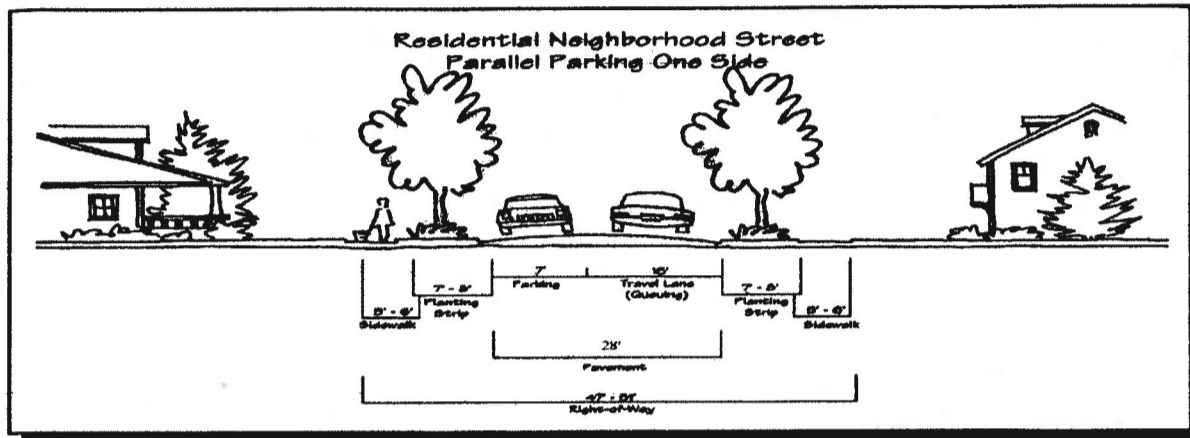 Residential Neighborhood Street
Parallel Parking One Side
7'
Parking
Travel Lane
(Queuing)
7 - 8'
Planting
Strip
7 - 8'
Planting
Strip
Sidewalk
Sidewalk
28'
Pavement
Right-of-Way